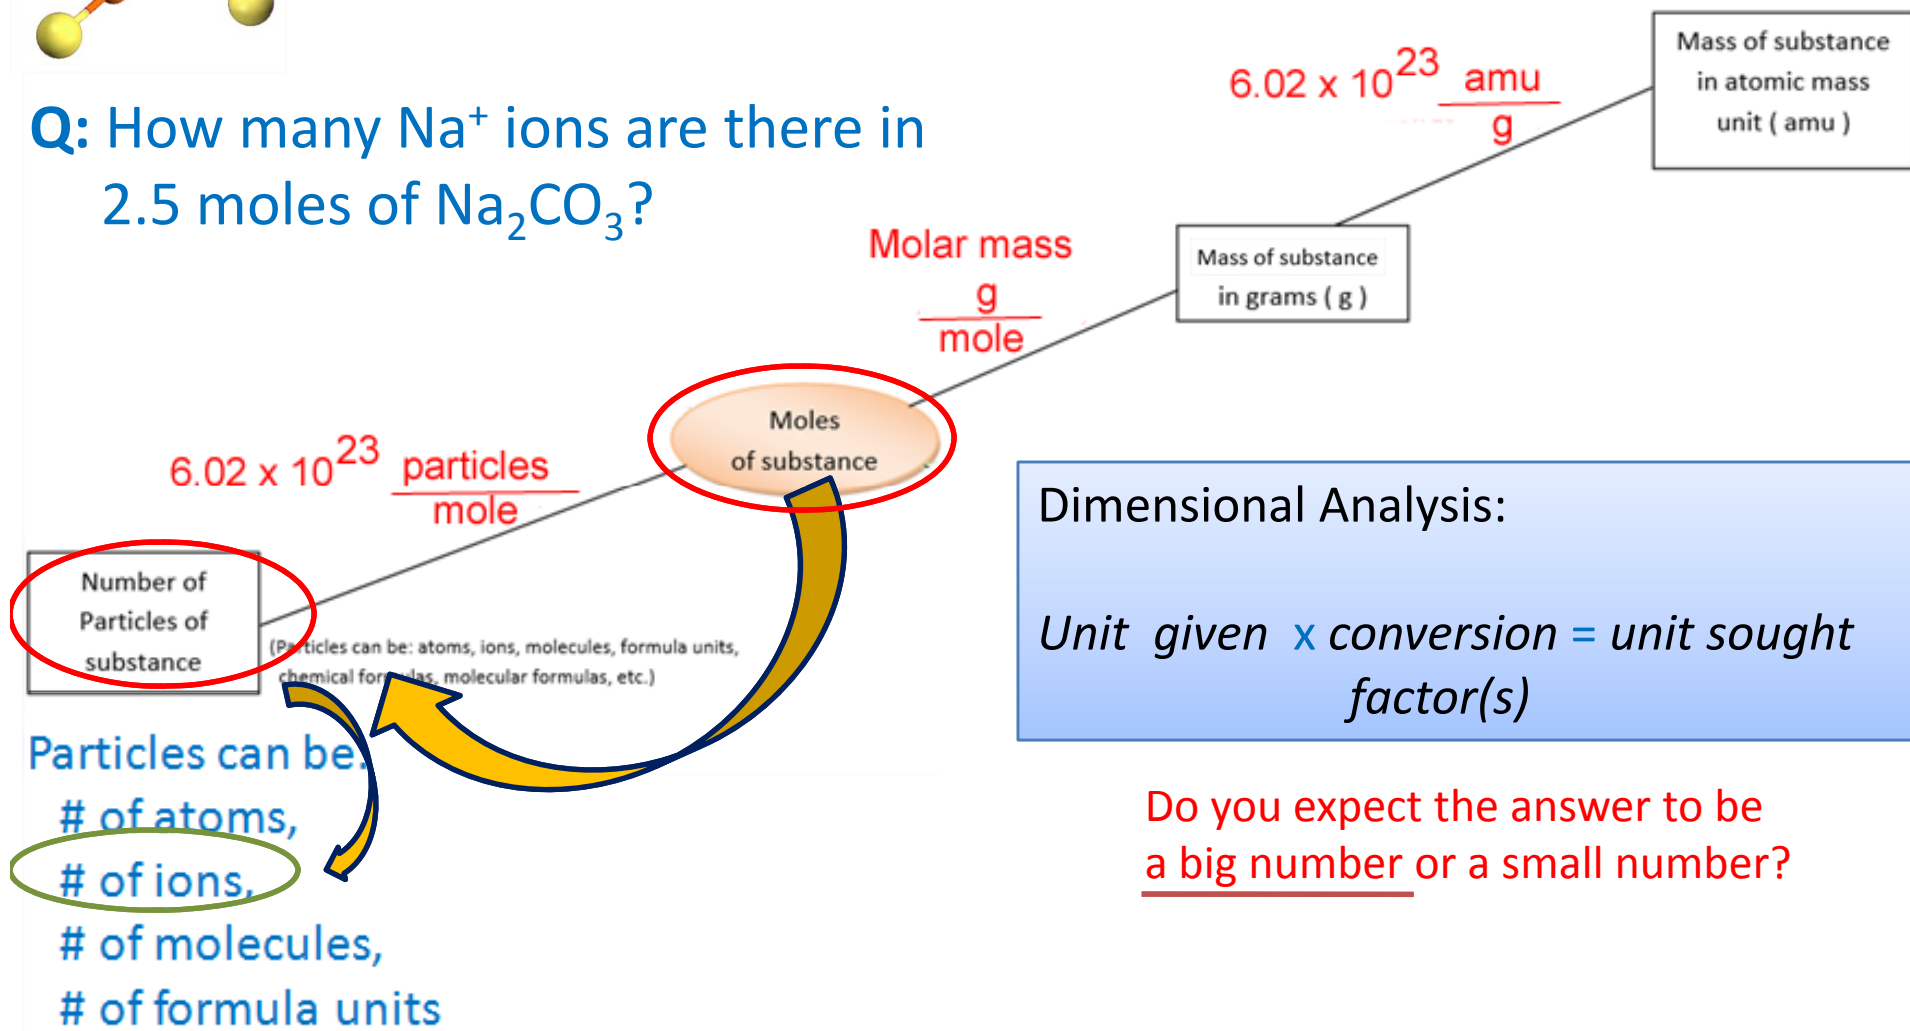 Q: How many Na⁺ ions are there in
2.5 moles of Na₂CO₃?
6.02 x 10²³ amu
g
Mass of substance
in atomic mass
unit ( amu )
Molar mass
g
mole
Mass of substance
in grams ( g )
6.02 x 10²³ particles
mole
Moles
of substance
Number of
Particles of
substance
(Particles can be: atoms, ions, molecules, formula units,
chemical formulas, molecular formulas, etc.)
Particles can be:
# of atoms,
# of ions,
# of molecules,
# of formula units
Dimensional Analysis:
Unit given x conversion = unit sought
factor(s)
Do you expect the answer to be
a big number or a small number?